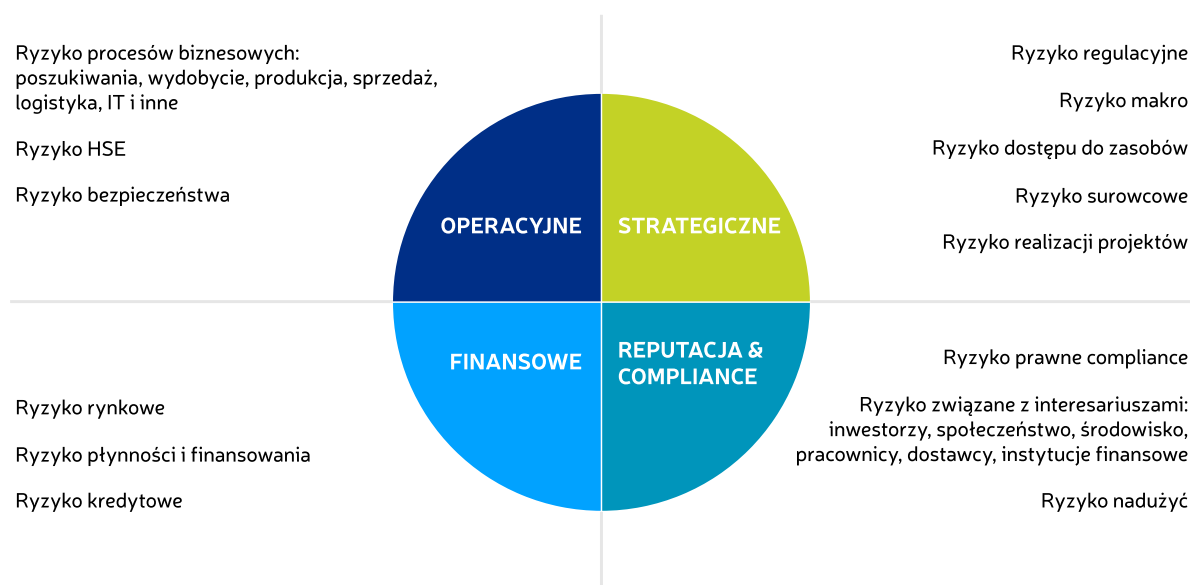 Ryzyko procesów biznesowych:
poszukiwania, wydobycie, produkcja, sprzedaż,
logistyka, IT i inne
Ryzyko HSE
Ryzyko bezpieczeństwa
OPERACYJNE
Ryzyko regulacyjne
Ryzyko makro
Ryzyko dostępu do zasobów
Ryzyko surowcowe
Ryzyko realizacji projektów
STRATEGICZNE
FINANSOWE
Ryzyko rynkowe
Ryzyko płynności i finansowania
Ryzyko kredytowe
REPUTACJA &
COMPLIANCE
Ryzyko prawne compliance
Ryzyko związane z interesariuszami:
inwestorzy, społeczeństwo, środowisko,
pracownicy, dostawcy, instytucje finansowe
Ryzyko nadużyć